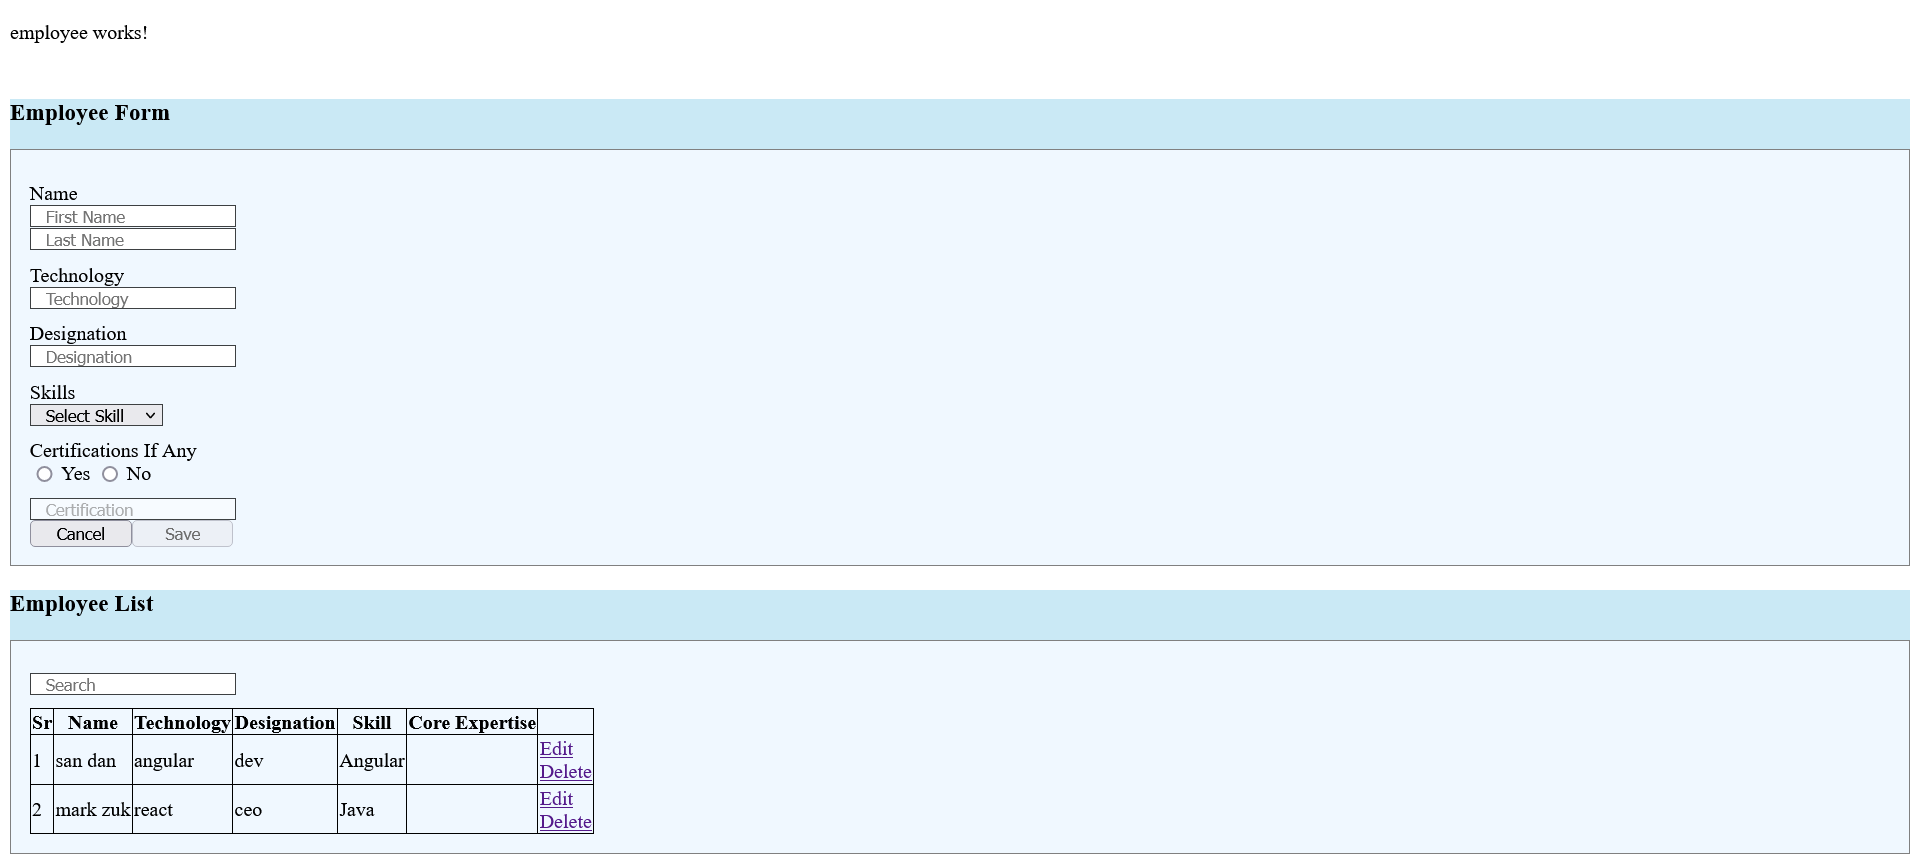 employee works!
Employee Form
Name
First Name
Last Name
Technology
Technology
Designation
Designation
Skills
Select Skill
Certifications If Any
Yes No
Certification
Cancel Save
Employee List
Search
Sr Name Technology Designation Skill Core Expertise
1 san dan angular dev Angular Edit
Delete
2 mark zuk react ceo Java Edit
Delete